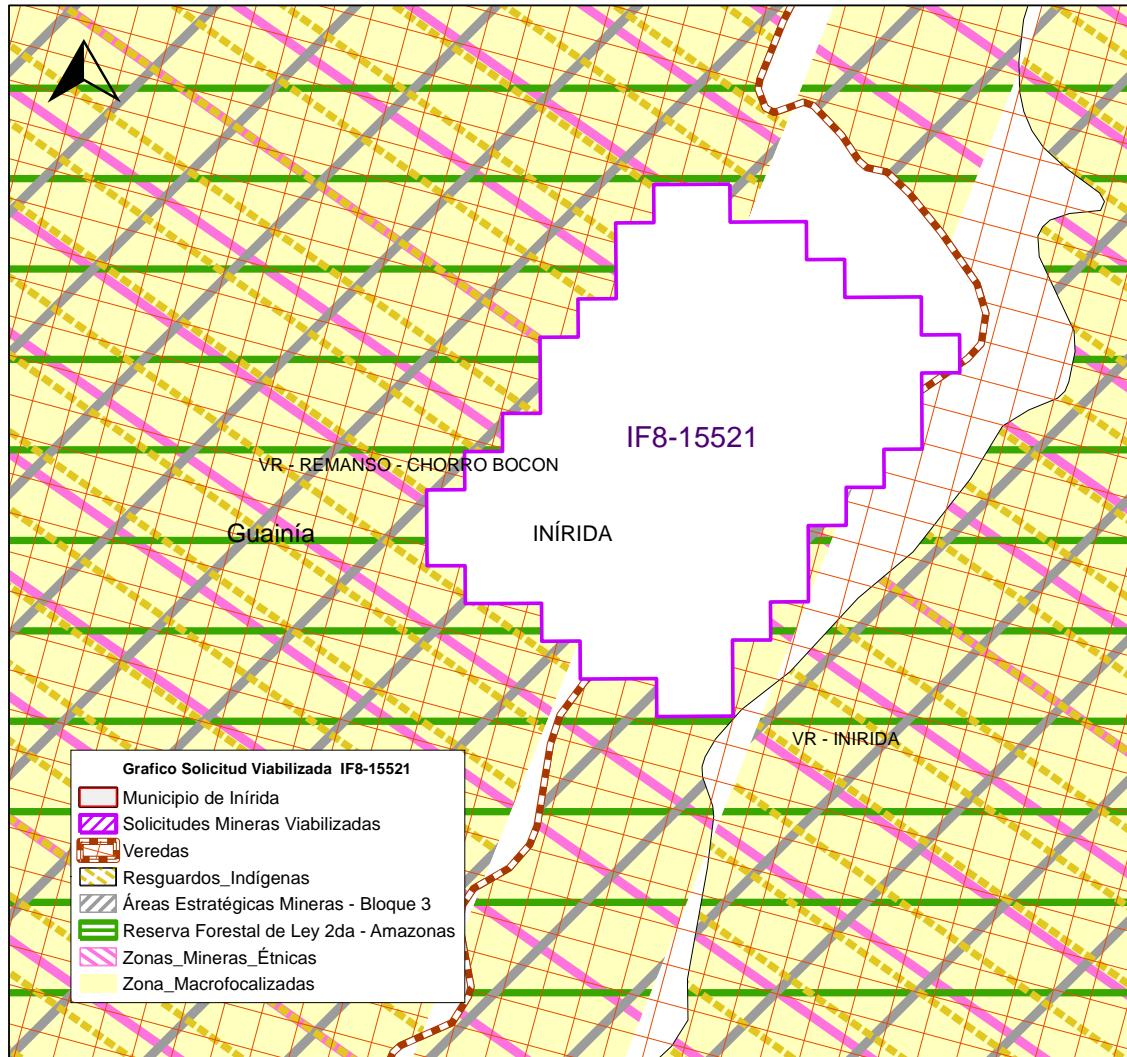 IF8-15521
VR - REMANSO - CHORRO BOCON
Guainía
INÍRIDA
VR - INIRIDA
Grafico Solicitud Viabilizada IF8-15521
Municipio de Inírida
Solicitudes Mineras Viabilizadas
Veredas
Resguardos_Indígenas
Áreas Estratégicas Mineras - Bloque 3
Reserva Forestal de Ley 2da - Amazonas
Zonas_Mineras_Étnicas
Zona_Macrofocalizadas